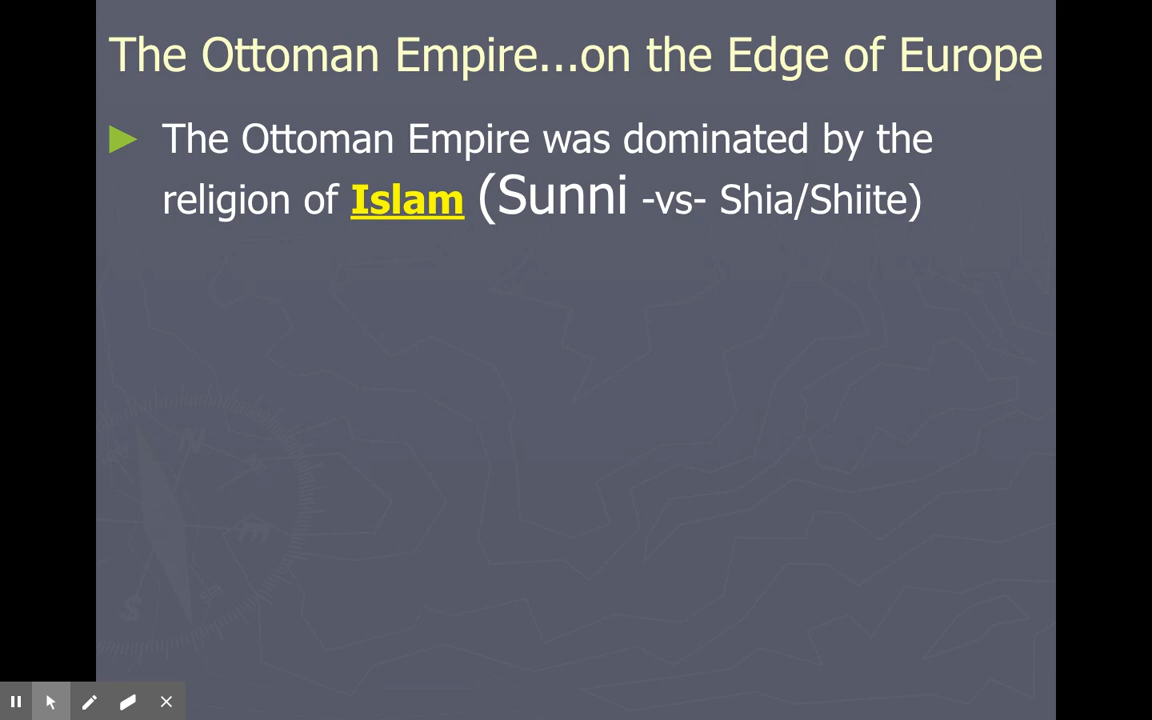 The Ottoman Empire...on the Edge of Europe
The Ottoman Empire was dominated by the
religion of Islam (Sunni -vs- Shia/Shiite)
N
m
S